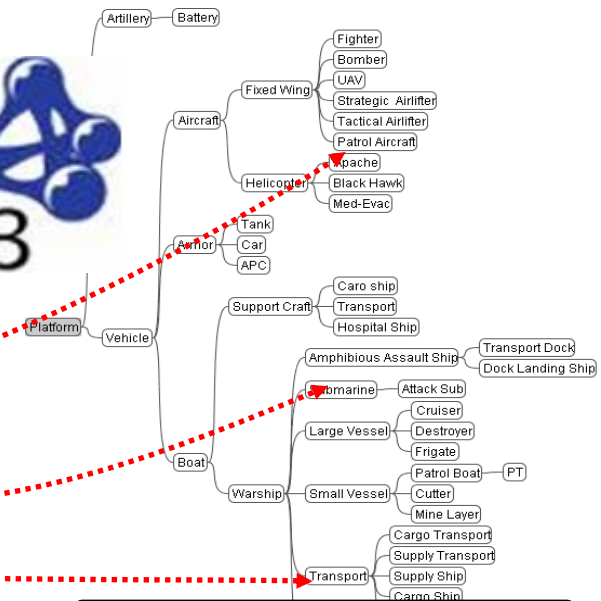 Artillery
Battery
Fighter
Bomber
Fixed Wing
UAV
Strategic Airlifter
Aircraft
Tactical Airlifter
Patrol Aircraft
Apache
Helicopter
Black Hawk
Med-Evac
3
Tank
Armor
Car
APC
Caro ship
Support Craft
Transport
Platform
Hospital Ship
Vehicle
Transport Dock
Amphibious Assault Ship
Dock Landing Ship
Submarine
Attack Sub
Cruiser
Large Vessel
Destroyer
Frigate
Boat
Patrol Boat
PT
Warship
Small Vessel
Cutter
Mine Layer
Cargo Transport
Supply Transport
Transport
Supply Ship
Cargo Ship